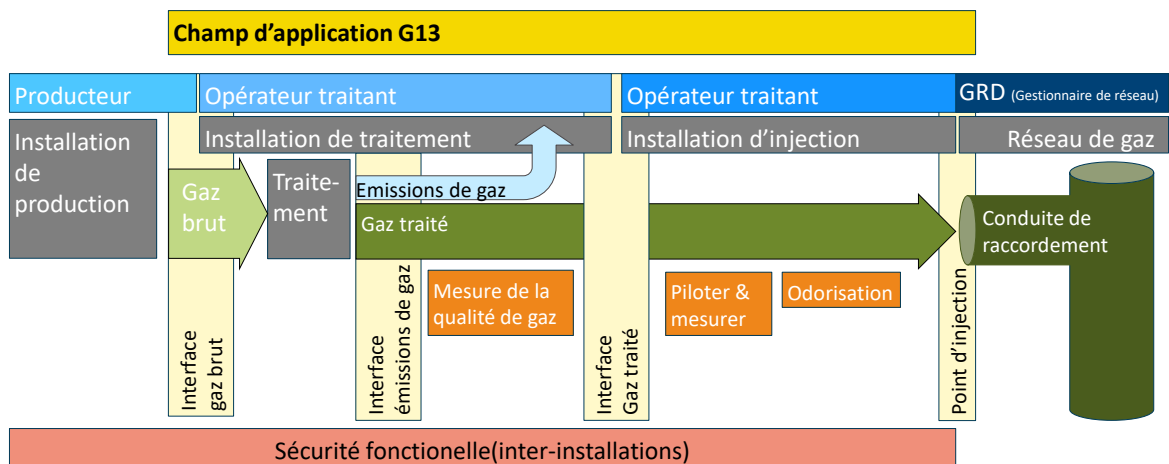 Champ d'application G13
Producteur
Opérateur traitant
Opérateur traitant
GRD (Gestionnaire de réseau)
Installation
de
production
Installation de traitement
Installation d'injection
Réseau de gaz
Gaz
brut
Traite-
ment
Emissions de gaz
Gaz traité
Conduite de
raccordement
Mesure de la
qualité de gaz
Piloter &
mesurer
Odorisation
Interface
gaz brut
Interface
émissions de gaz
Interface
Gaz traité
Point d'injection
Sécurité fonctionelle(inter-installations)